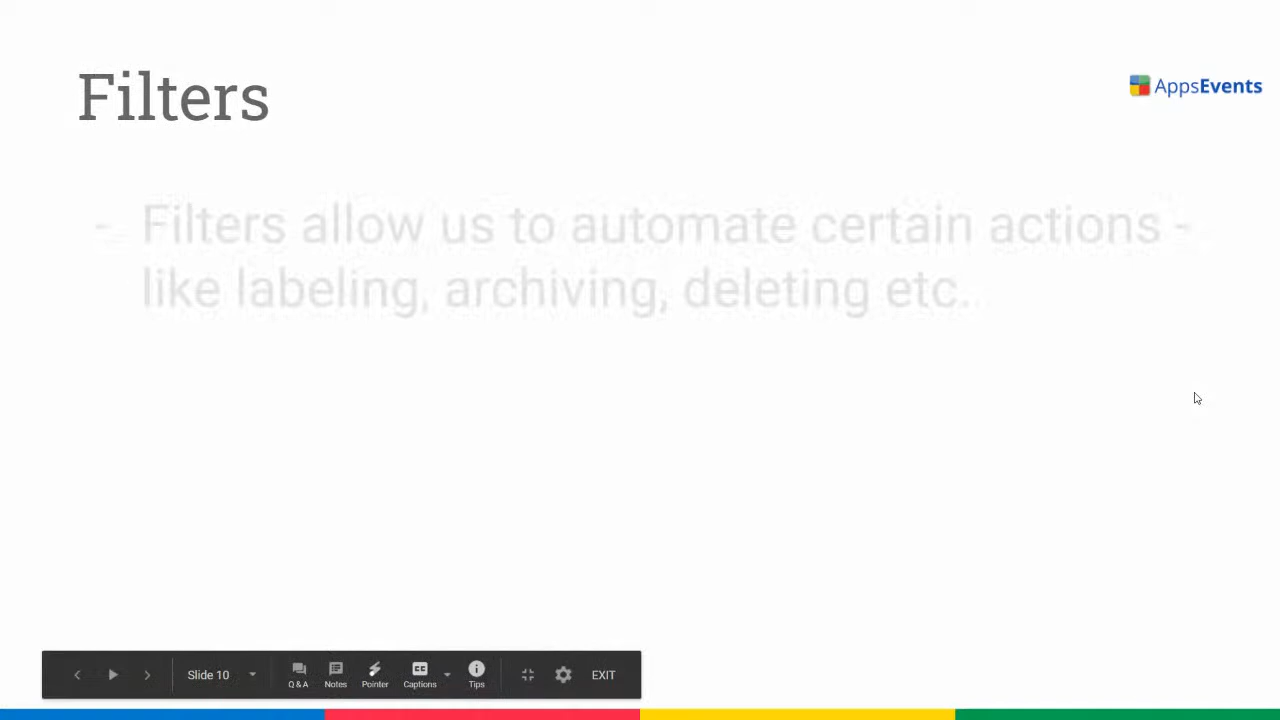 Filters
AppsEvents
- Filters allow us to automate certain actions -
like labeling, archiving, deleting etc..
Slide 10
Q & A
Notes
Pointer
Captions
Tips
EXIT